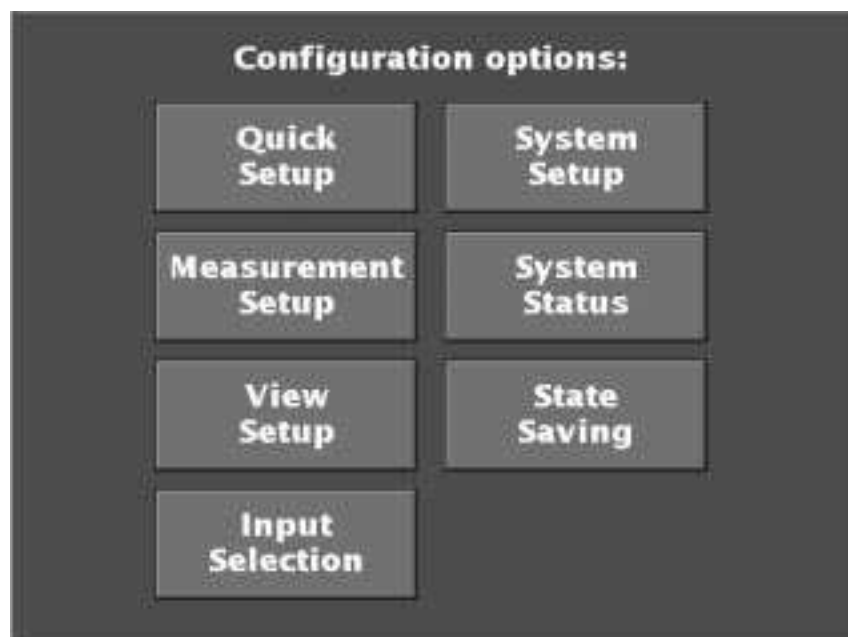 Configuration options:
Quick
Setup
System
Setup
Measurement
Setup
System
Status
View
Setup
State
Saving
Input
Selection